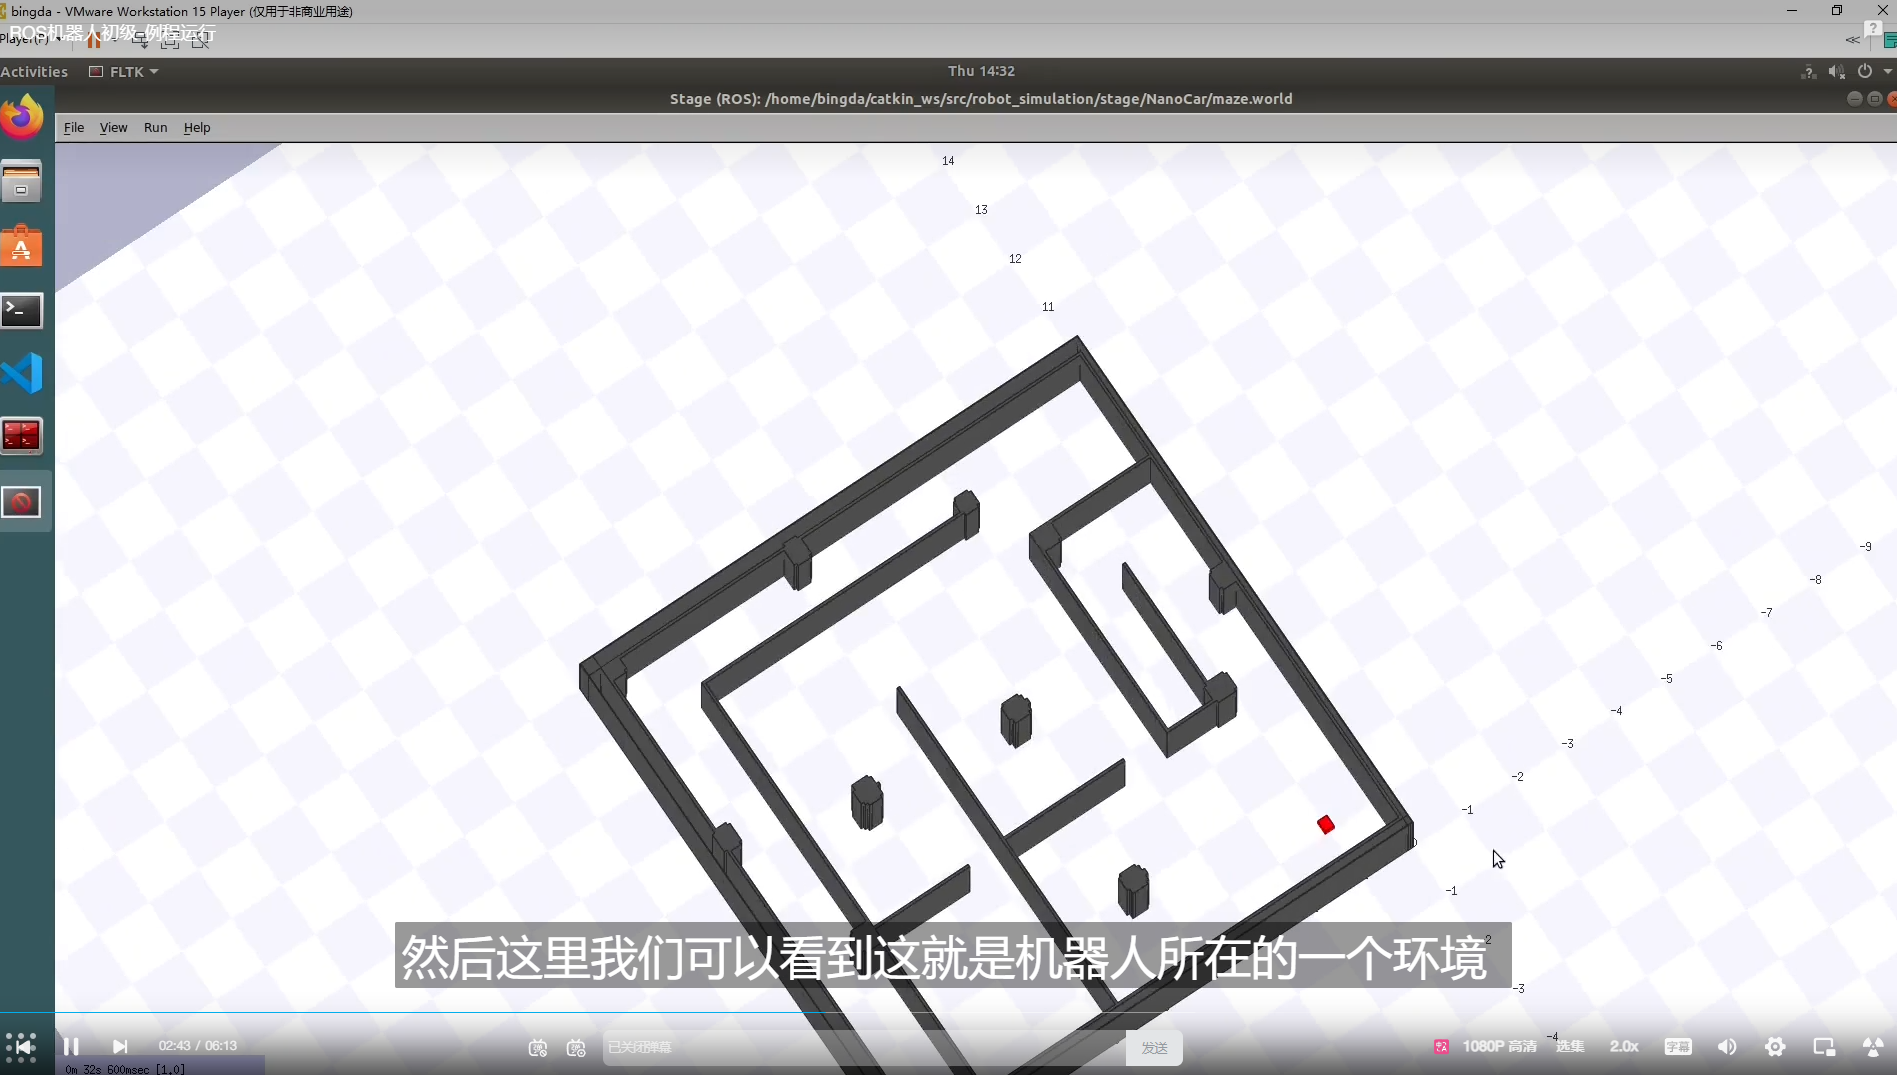 bingda - VMware Workstation 15 Player (仅用于非商业用途)
ROS机器人初级-例程运行
Player(P)
Activities
FLTK
Thu 14:32
Stage (ROS): /home/bingda/catkin_ws/src/robot_simulation/stage/NanoCar/maze.world
File View Run Help
14
13
12
11
-9
-8
-7
-6
-5
-4
-3
-2
-1
0
-1
-2
-3
-4
然后这里我们可以看到这就是机器人所在的一个环境
02:43 / 06:13
已关闭弹幕
发送
1080P 高清
选集
2.0x
字幕
0m 32s 600msec [1.0]